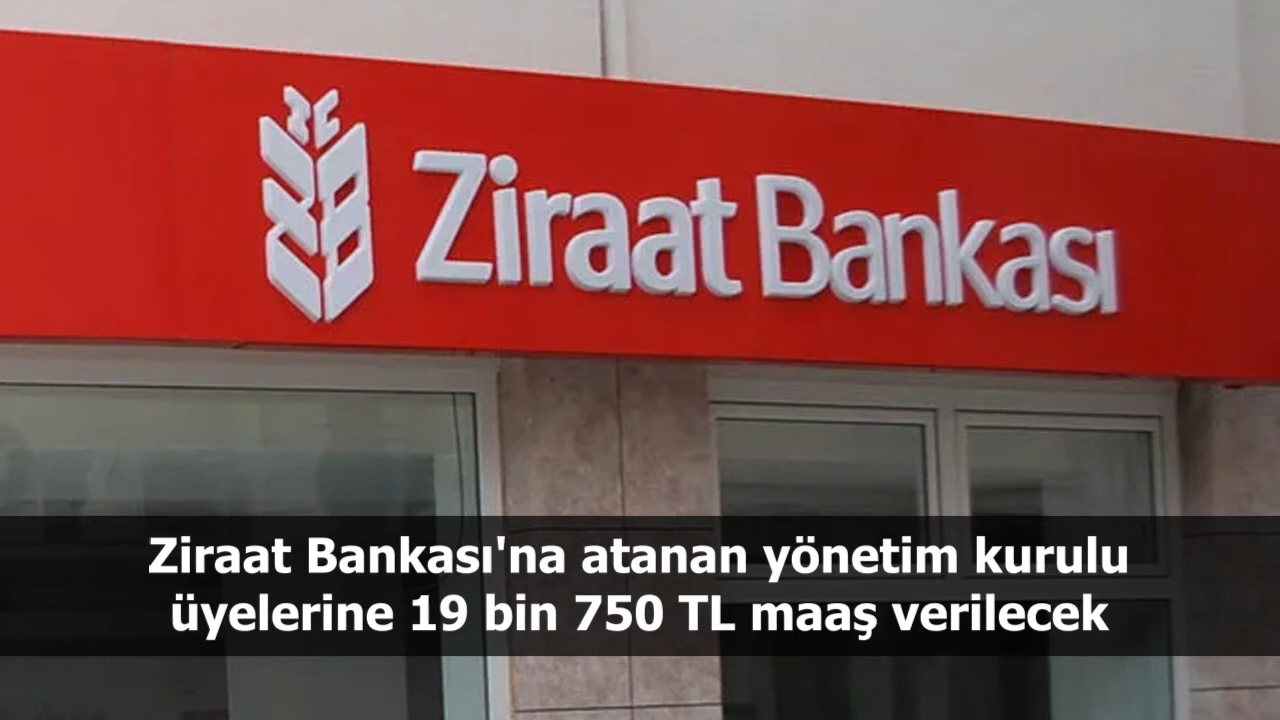 Ziraat Bankası
Ziraat Bankası'na atanan yönetim kurulu
üyelerine 19 bin 750 TL maaş verilecek